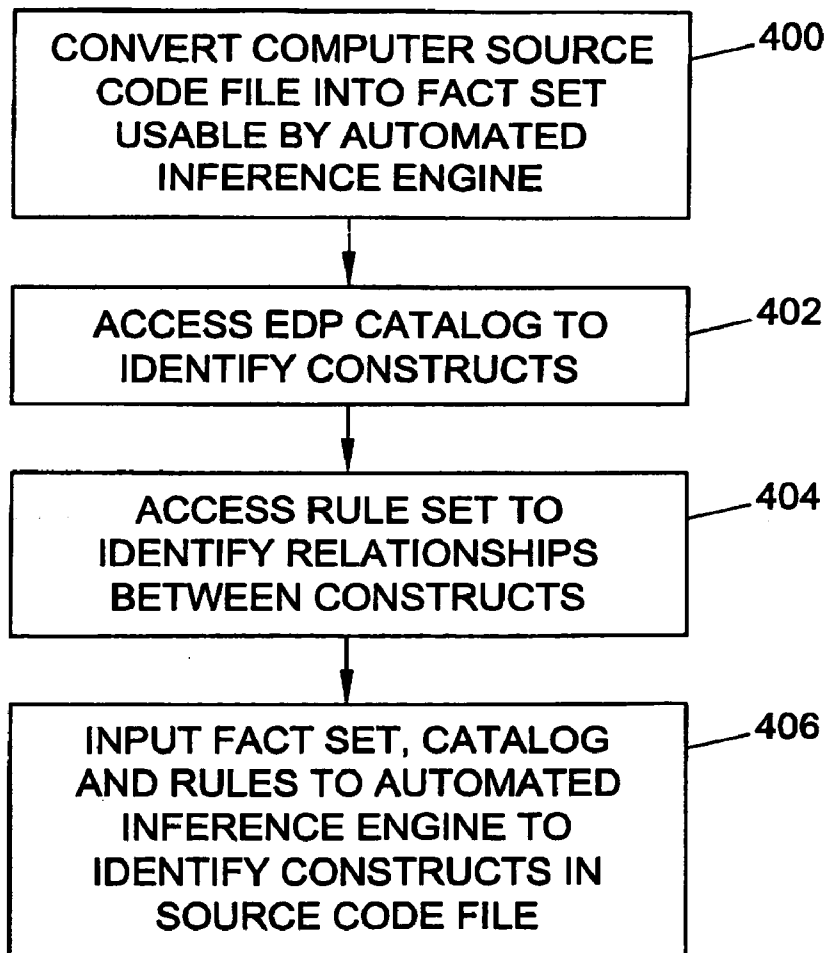 CONVERT COMPUTER SOURCE
CODE FILE INTO FACT SET
USABLE BY AUTOMATED
INFERENCE ENGINE
400
ACCESS EDP CATALOG TO
IDENTIFY CONSTRUCTS
402
ACCESS RULE SET TO
IDENTIFY RELATIONSHIPS
BETWEEN CONSTRUCTS
404
INPUT FACT SET, CATALOG
AND RULES TO AUTOMATED
INFERENCE ENGINE TO
IDENTIFY CONSTRUCTS IN
SOURCE CODE FILE
406